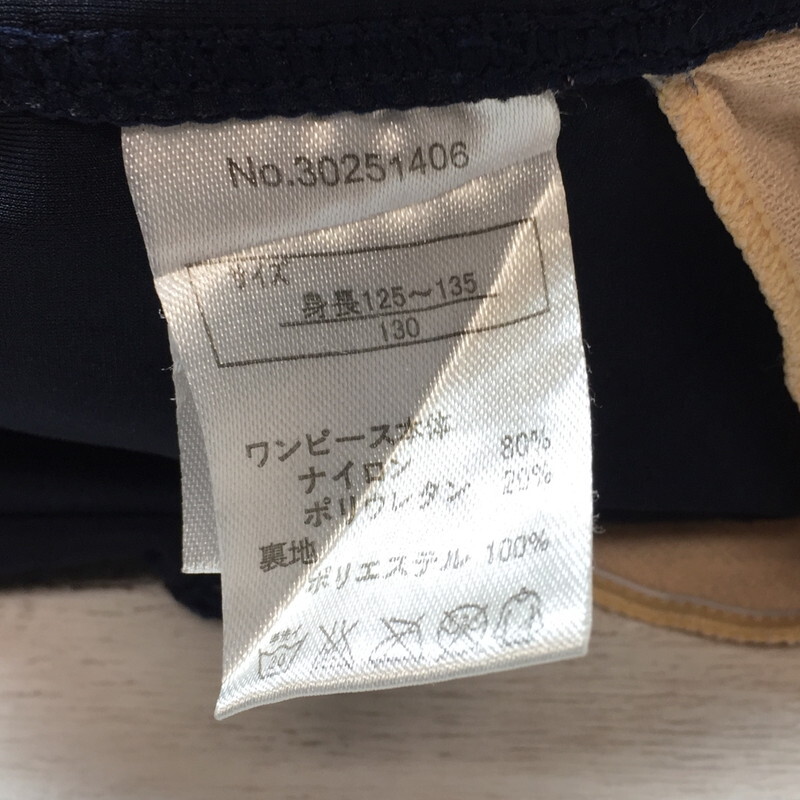 No.30251406
サイズ
身長125～135
130
ワンピース本体
ナイロン 80%
ポリウレタン 20%
裏地
ポリエステル 100%